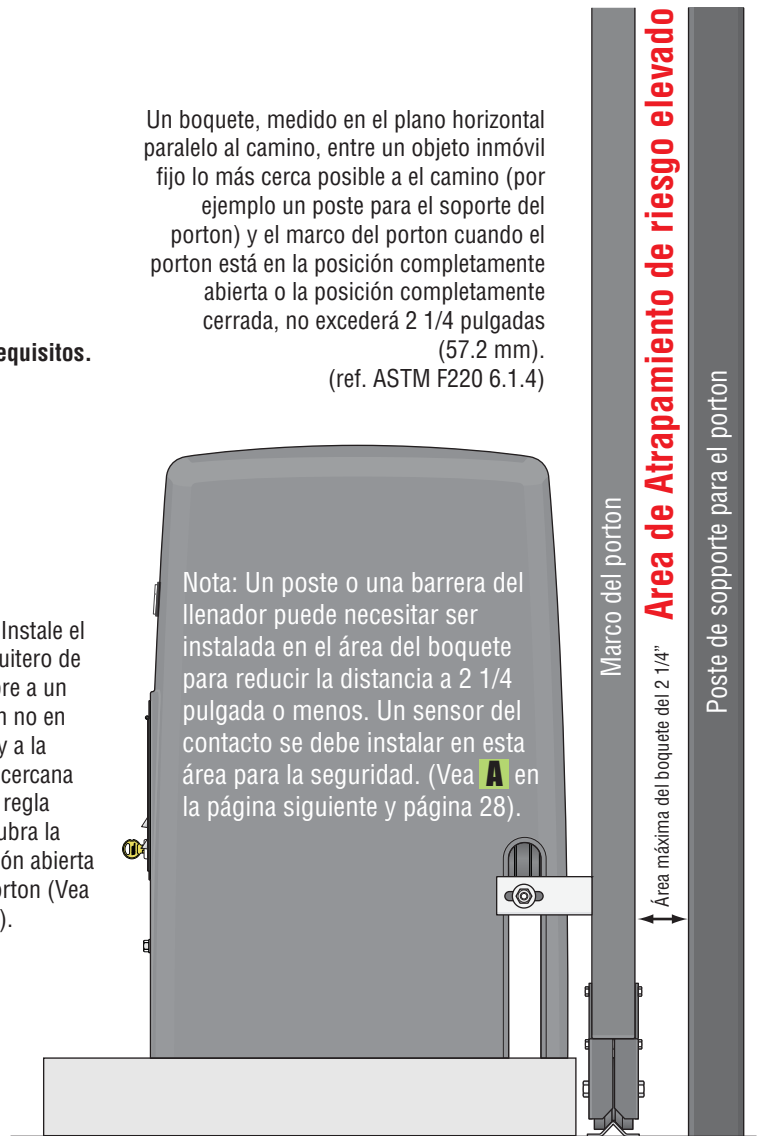 Un boquete, medido en el plano horizontal
paralelo al camino, entre un objeto inmóvil
fijo lo más cerca posible a el camino (por
ejemplo un poste para el soporte del
porton) y el marco del porton cuando el
porton está en la posición completamente
abierta o la posición completamente
cerrada, no excederá 2 1/4 pulgadas
(57.2 mm).
(ref. ASTM F220 6.1.4)
equisitos.
Instale el
uitero de
re a un
n no en
y a la
cercana
regla
ubra la
ón abierta
orton (Vea
).
Nota: Un poste o una barrera del
llenador puede necesitar ser
instalada en el área del boquete
para reducir la distancia a 2 1/4
pulgada o menos. Un sensor del
contacto se debe instalar en esta
área para la seguridad. (Vea A en
la página siguiente y página 28).
Marco del porton
Area de Atrapamiento de riesgo elevado
Área máxima del boquete del 2 1/4”
Poste de sopporte para el porton